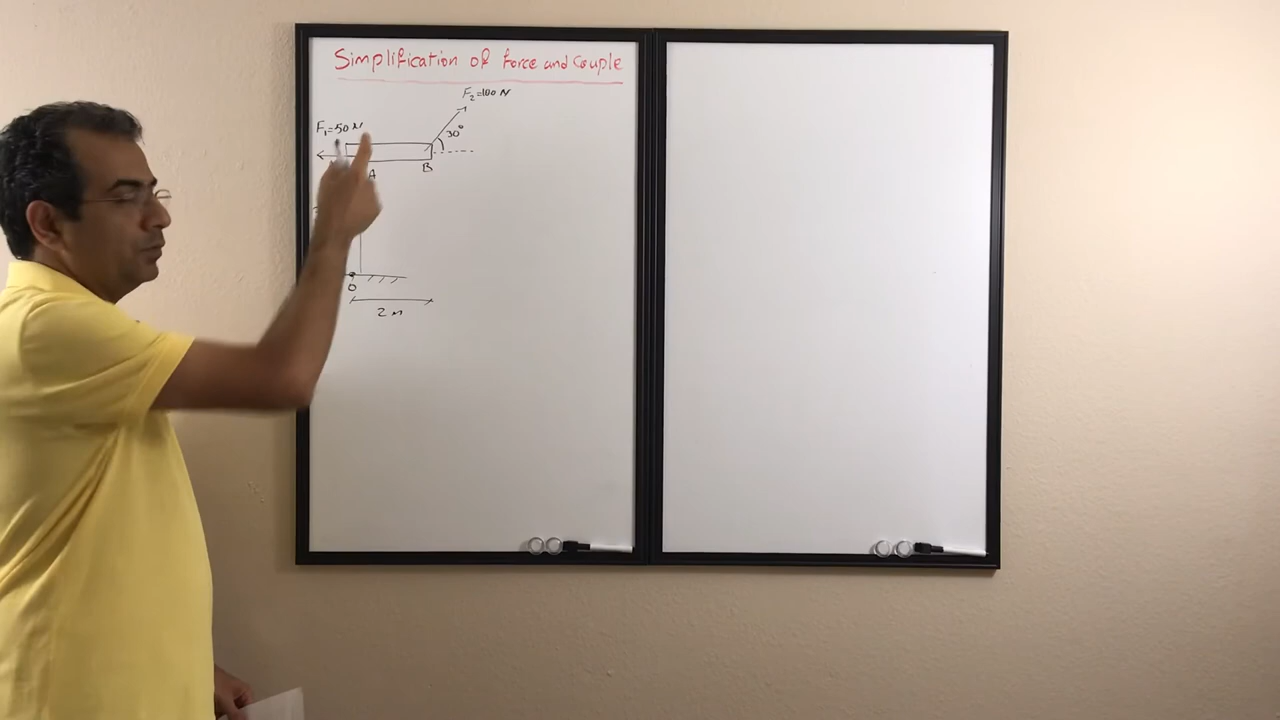 Simplification of force and Couple
F₂=100 N
F₁=50 N
30°
A
B
O
2 m